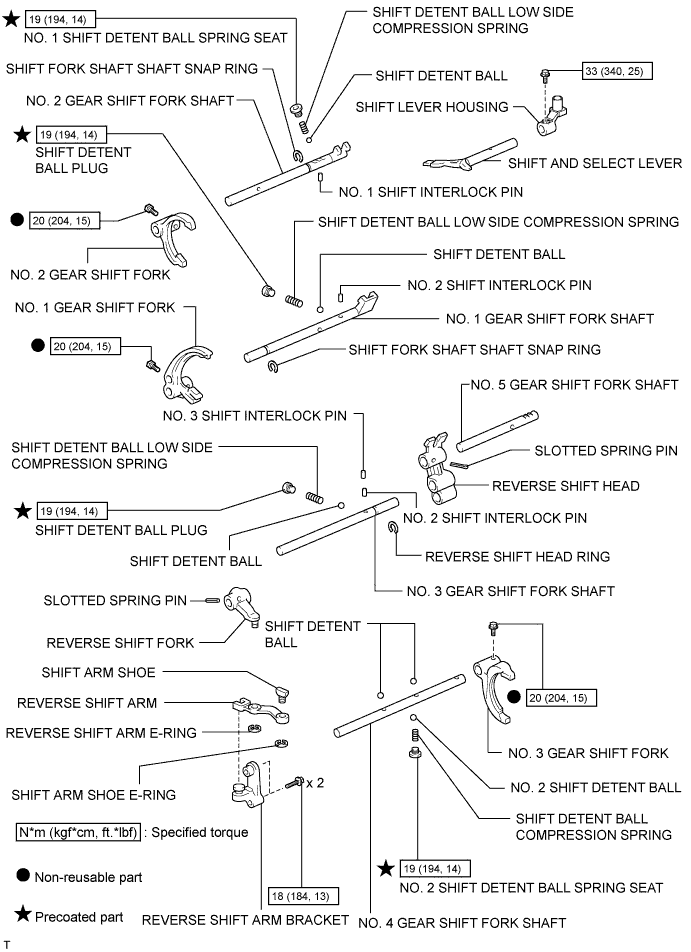 19 (194, 14)
NO. 1 SHIFT DETENT BALL SPRING SEAT
SHIFT DETENT BALL LOW SIDE
COMPRESSION SPRING
SHIFT FORK SHAFT SHAFT SNAP RING
SHIFT DETENT BALL
33 (340, 25)
NO. 2 GEAR SHIFT FORK SHAFT
SHIFT LEVER HOUSING
19 (194, 14)
SHIFT DETENT
BALL PLUG
SHIFT AND SELECT LEVER
NO. 1 SHIFT INTERLOCK PIN
20 (204, 15)
SHIFT DETENT BALL LOW SIDE COMPRESSION SPRING
SHIFT DETENT BALL
NO. 2 GEAR SHIFT FORK
NO. 2 SHIFT INTERLOCK PIN
NO. 1 GEAR SHIFT FORK
NO. 1 GEAR SHIFT FORK SHAFT
20 (204, 15)
SHIFT FORK SHAFT SHAFT SNAP RING
NO. 5 GEAR SHIFT FORK SHAFT
NO. 3 SHIFT INTERLOCK PIN
SHIFT DETENT BALL LOW SIDE
COMPRESSION SPRING
SLOTTED SPRING PIN
REVERSE SHIFT HEAD
19 (194, 14)
SHIFT DETENT BALL PLUG
NO. 2 SHIFT INTERLOCK PIN
SHIFT DETENT BALL
REVERSE SHIFT HEAD RING
NO. 3 GEAR SHIFT FORK SHAFT
SLOTTED SPRING PIN
REVERSE SHIFT FORK
SHIFT DETENT
BALL
SHIFT ARM SHOE
REVERSE SHIFT ARM
20 (204, 15)
REVERSE SHIFT ARM E-RING
NO. 3 GEAR SHIFT FORK
SHIFT ARM SHOE E-RING
x 2
NO. 2 SHIFT DETENT BALL
SHIFT DETENT BALL
COMPRESSION SPRING
N*m (kgf*cm, ft.*lbf) : Specified torque
19 (194, 14)
NO. 2 SHIFT DETENT BALL SPRING SEAT
Non-reusable part
18 (184, 13)
Precoated part
REVERSE SHIFT ARM BRACKET
NO. 4 GEAR SHIFT FORK SHAFT
T